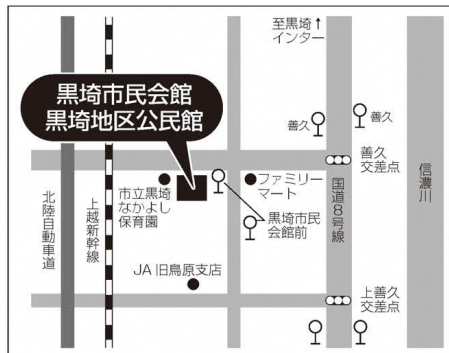 至黒埼↑
インター
黒埼市民会館
黒埼地区公民館
善久
善久
善久
交差点
市立黒埼
なかよし
保育園
ファミリー
マート
黒埼市民
会館前
北陸自動車道
上越新幹線
国道8号線
信濃川
JA旧鳥原支店
上善久
交差点